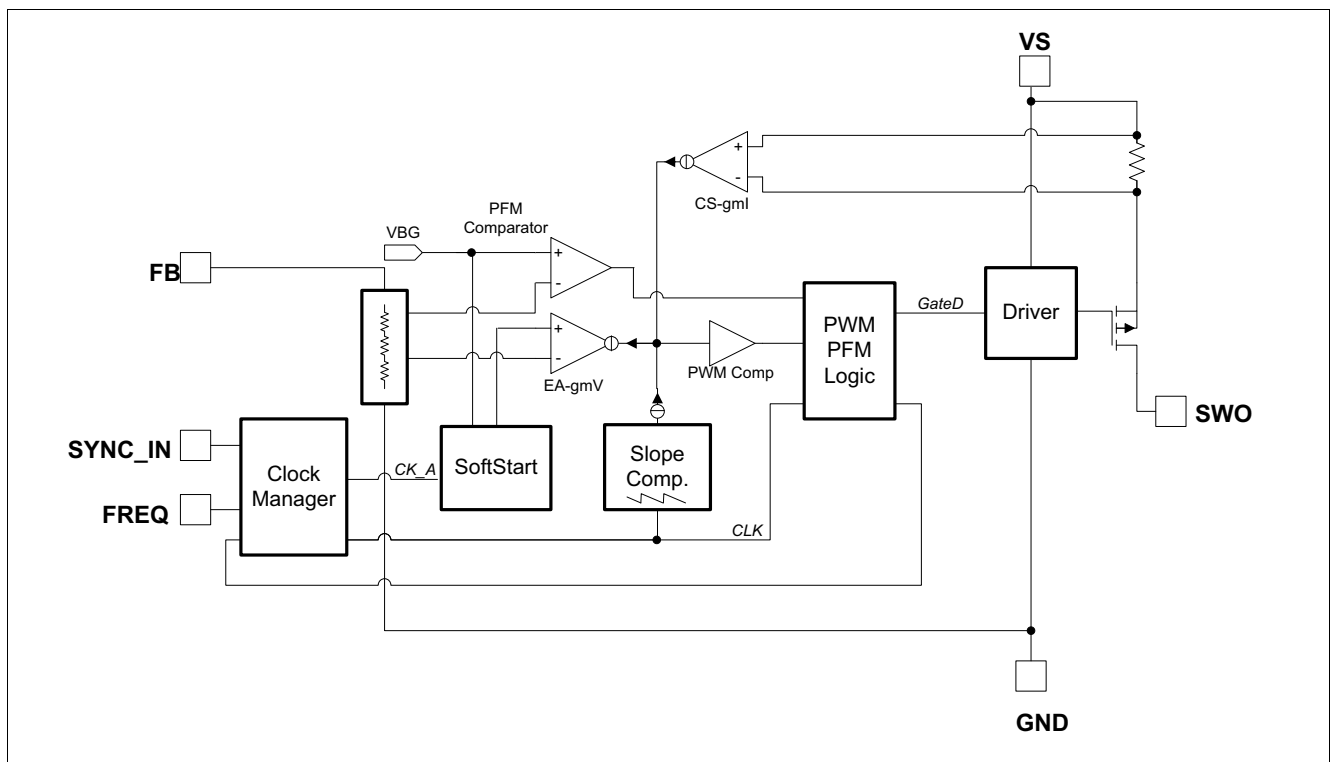 VS
+
-
CS-gmI
PFM
Comparator
VBG
+
-
FB
+
-
EA-gmV
PWM Comp
PWM
PFM
Logic
GateD
Driver
SWO
SYNC_IN
FREQ
Clock
Manager
CK_A
SoftStart
Slope
Comp.
CLK
GND